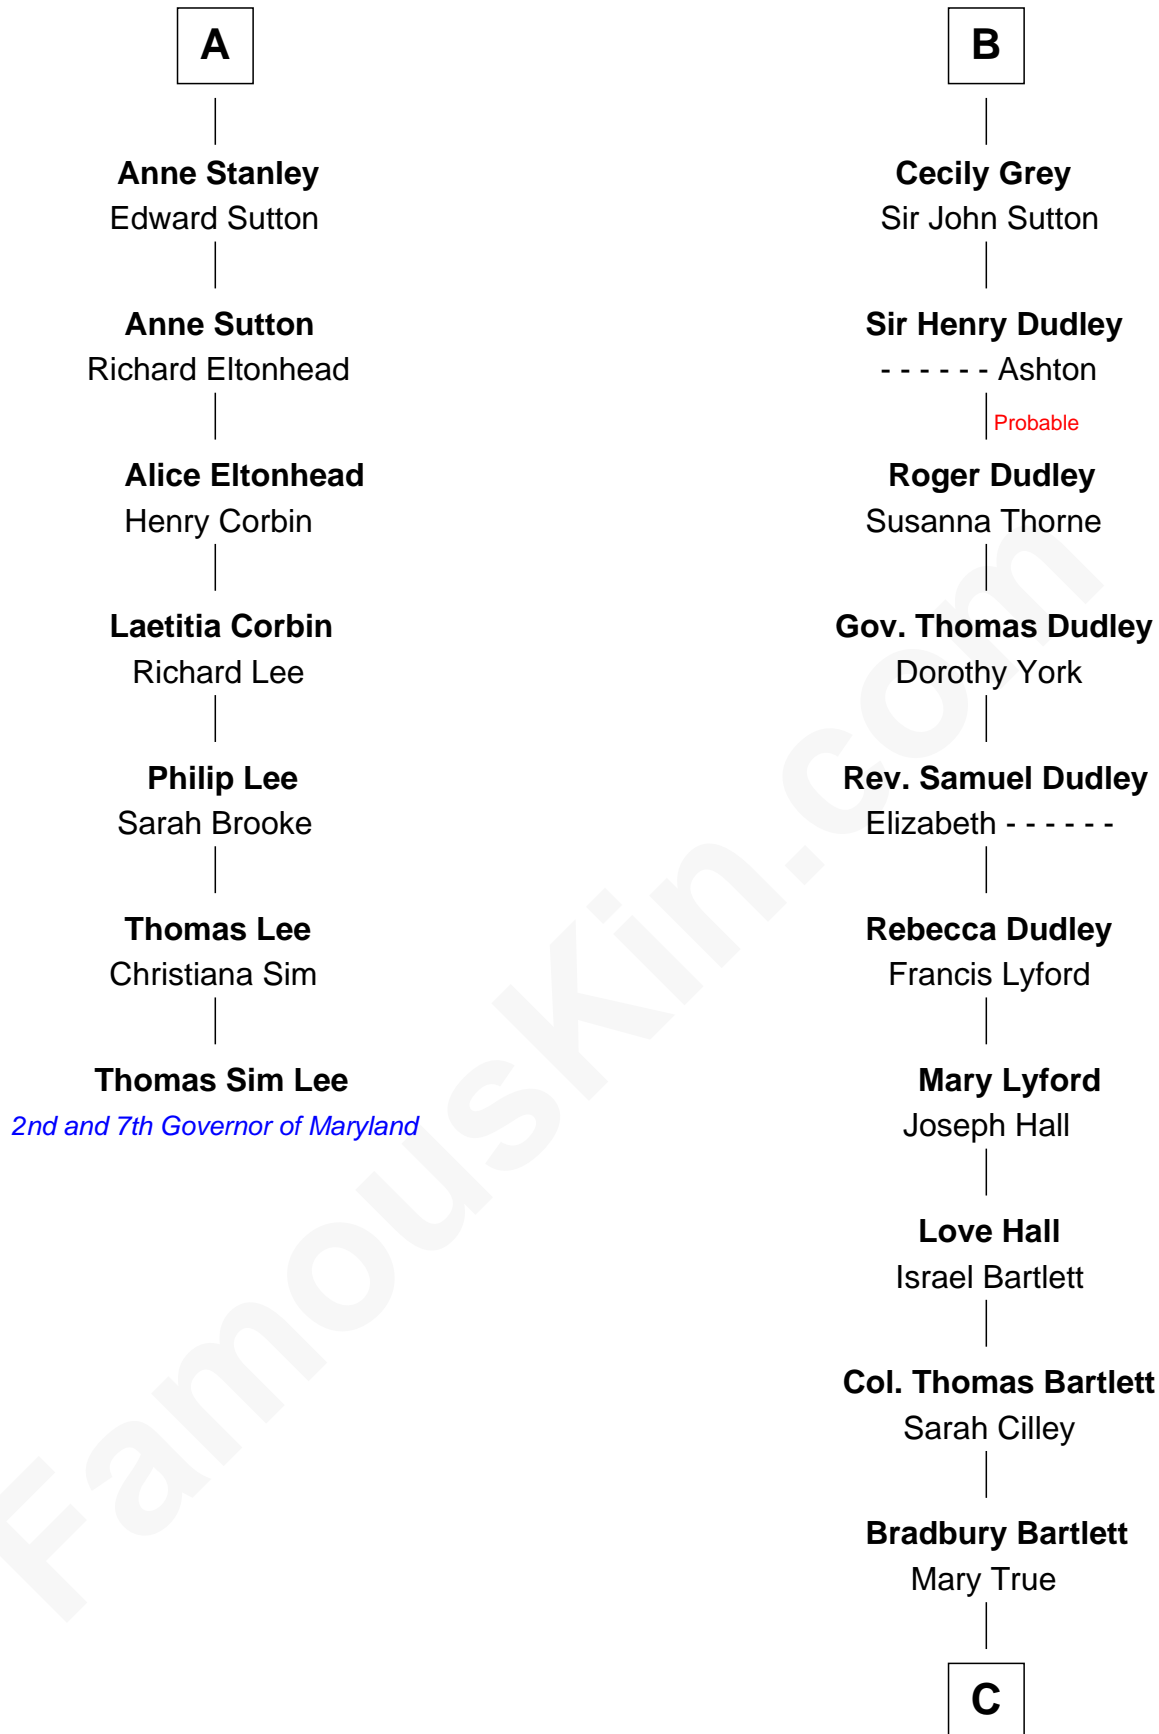 A
Anne Stanley
Edward Sutton
Anne Sutton
Richard Eltonhead
Alice Eltonhead
Henry Corbin
Laetitia Corbin
Richard Lee
Philip Lee
Sarah Brooke
Thomas Lee
Christiana Sim
Thomas Sim Lee
2nd and 7th Governor of Maryland
B
Cecily Grey
Sir John Sutton
Sir Henry Dudley
- - - - - - Ashton
Probable
Roger Dudley
Susanna Thorne
Gov. Thomas Dudley
Dorothy York
Rev. Samuel Dudley
Elizabeth - - - - - -
Rebecca Dudley
Francis Lyford
Mary Lyford
Joseph Hall
Love Hall
Israel Bartlett
Col. Thomas Bartlett
Sarah Cilley
Bradbury Bartlett
Mary True
C
FamousKin.com